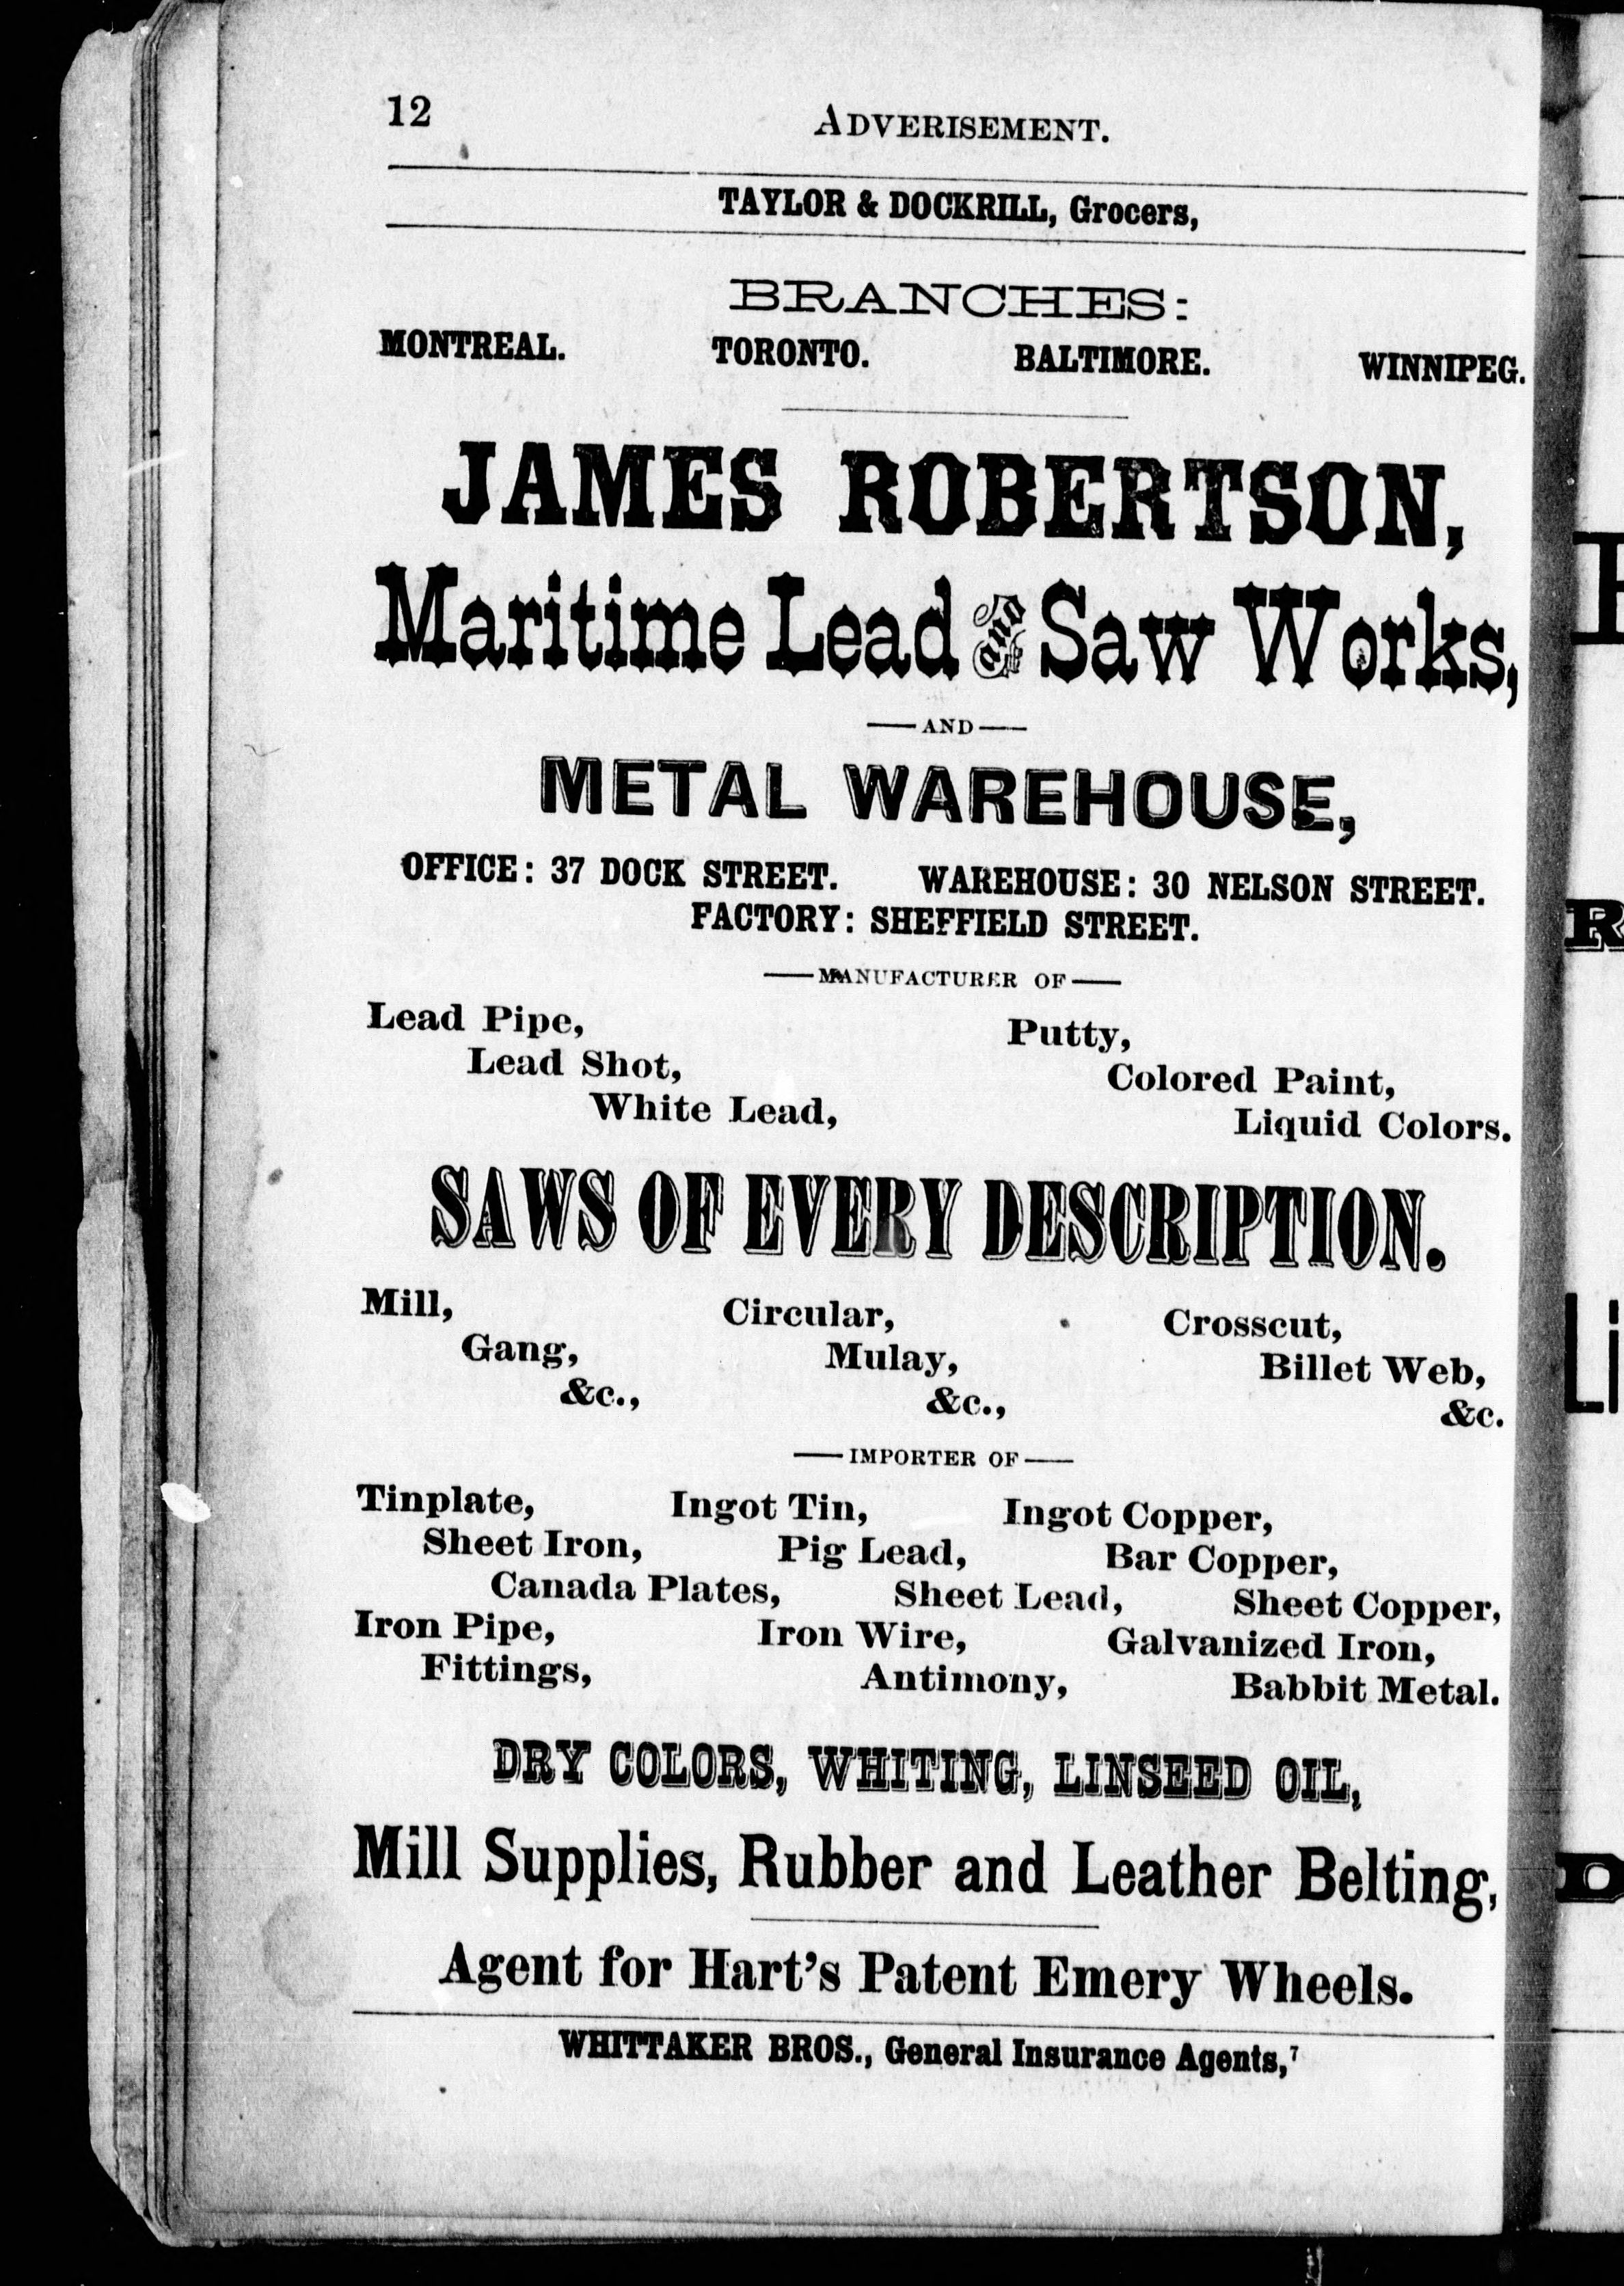 12
ADVERISEMENT.
TAYLOR & DOCKRILL, Grocers,
BRANCHES:
MONTREAL. TORONTO. BALTIMORE. WINNIPEG.
JAMES ROBERTSON,
Maritime Lead and Saw Works,
AND
METAL WAREHOUSE,
OFFICE: 37 DOCK STREET. WAREHOUSE: 30 NELSON STREET.
FACTORY: SHEFFIELD STREET.
MANUFACTURER OF
Lead Pipe, Putty,
Lead Shot, Colored Paint,
White Lead, Liquid Colors.
SAWS OF EVERY DESCRIPTION.
Mill, Circular, Crosscut,
Gang, Mulay, Billet Web,
&c., &c., &c.
IMPORTER OF
Tinplate, Ingot Tin, Ingot Copper,
Sheet Iron, Pig Lead, Bar Copper,
Canada Plates, Sheet Lead, Sheet Copper,
Iron Pipe, Iron Wire, Galvanized Iron,
Fittings, Antimony, Babbit Metal.
DRY COLORS, WHITING, LINSEED OIL,
Mill Supplies, Rubber and Leather Belting,
Agent for Hart's Patent Emery Wheels.
WHITTAKER BROS., General Insurance Agents,7